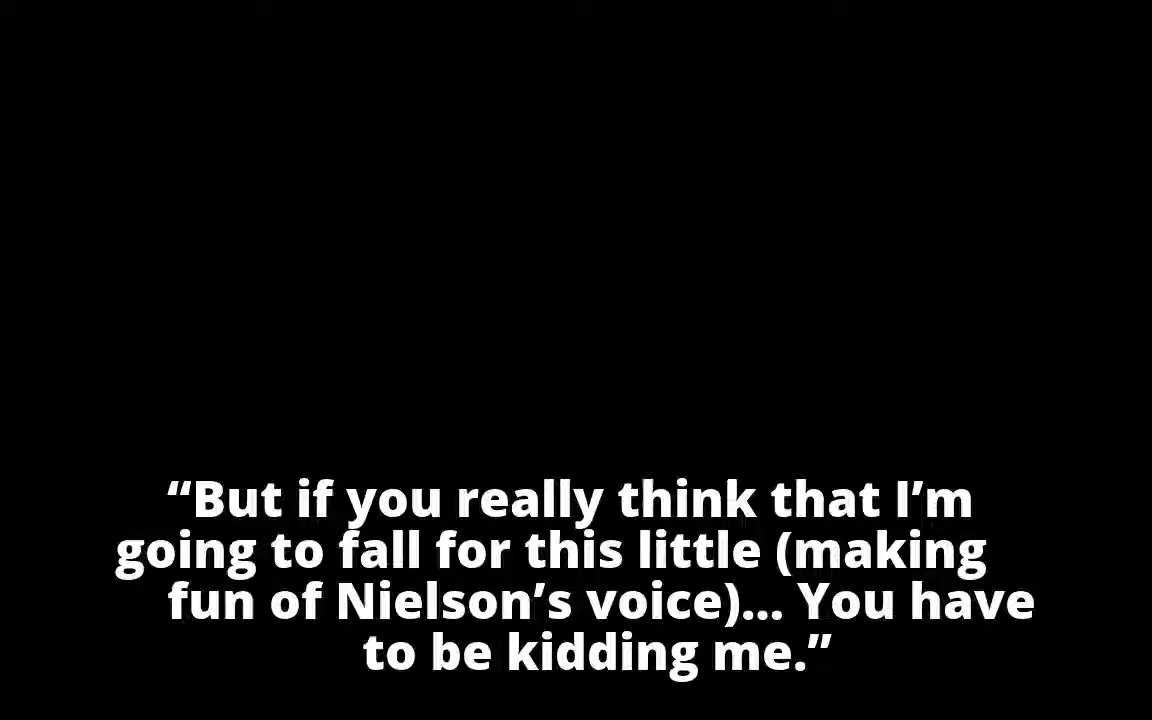 “But if you really think that I’m
going to fall for this little (making
fun of Nielson’s voice)... You have
to be kidding me.”